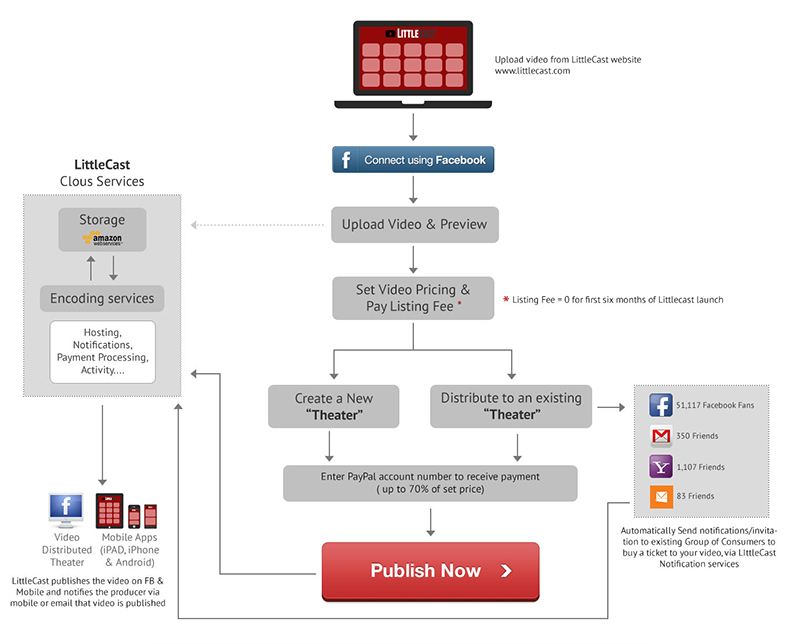 LITTLECAST
Upload video from LittleCast website
www.littlecast.com
Connect using Facebook
LittleCast
Clous Services
Storage
amazon
webservices
Encoding services
Hosting,
Notifications,
Payment Processing,
Activity....
Upload Video & Preview
Set Video Pricing &
Pay Listing Fee *
* Listing Fee = 0 for first six months of Littlecast launch
Create a New
“Theater”
Distribute to an existing
“Theater”
51,117 Facebook Fans
350 Friends
1,107 Friends
83 Friends
Enter PayPal account number to receive payment
( up to 70% of set price)
Automatically Send notifications/invita-
tion to existing Group of Consumers to
buy a ticket to your video, via LIttleCast
Notification services
Publish Now
Video
Distributed
Theater
Mobile Apps
(iPAD, iPhone
& Android)
LittleCast publishes the video on FB &
Mobile and notifies the producer via
mobile or email that video is published